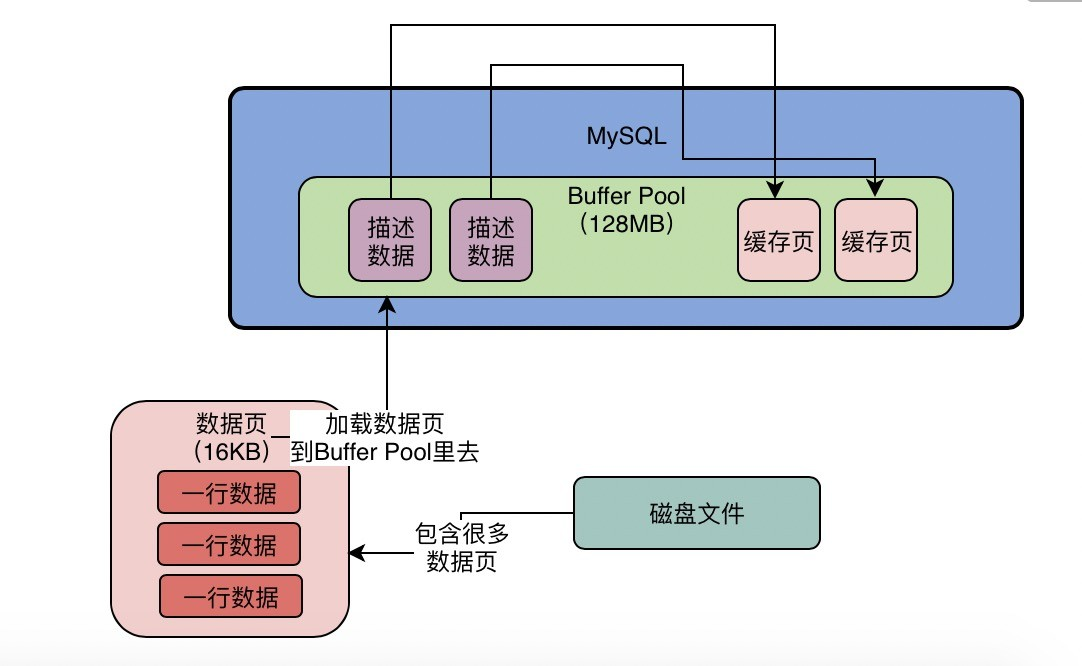 MySQL
Buffer Pool
（128MB）
描述
数据
描述
数据
缓存页
缓存页
数据页
（16KB）
加载数据页
到Buffer Pool里去
一行数据
一行数据
一行数据
包含很多
数据页
磁盘文件